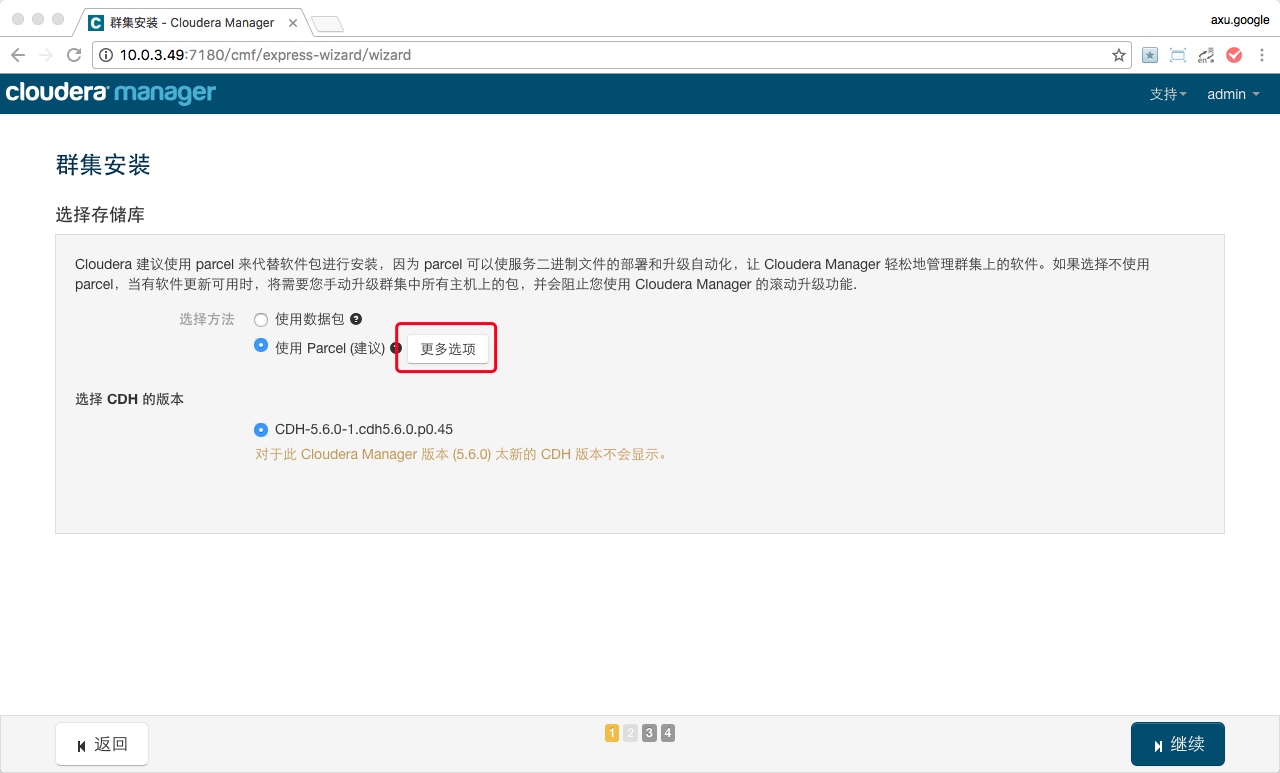 群集安装 - Cloudera Manager
axu.google
10.0.3.49:7180/cmf/express-wizard/wizard
en
cloudera manager
支持
admin
群集安装
选择存储库
Cloudera 建议使用 parcel 来代替软件包进行安装，因为 parcel 可以使服务二进制文件的部署和升级自动化，让 Cloudera Manager 轻松地管理群集上的软件。如果选择不使用
parcel，当有软件更新可用时，将需要您手动升级群集中所有主机上的包，并会阻止您使用 Cloudera Manager 的滚动升级功能.
选择方法
使用数据包 ?
使用 Parcel (建议) ?
更多选项
选择 CDH 的版本
CDH-5.6.0-1.cdh5.6.0.p0.45
对于此 Cloudera Manager 版本 (5.6.0) 太新的 CDH 版本不会显示。
返回
1 2 3 4
继续